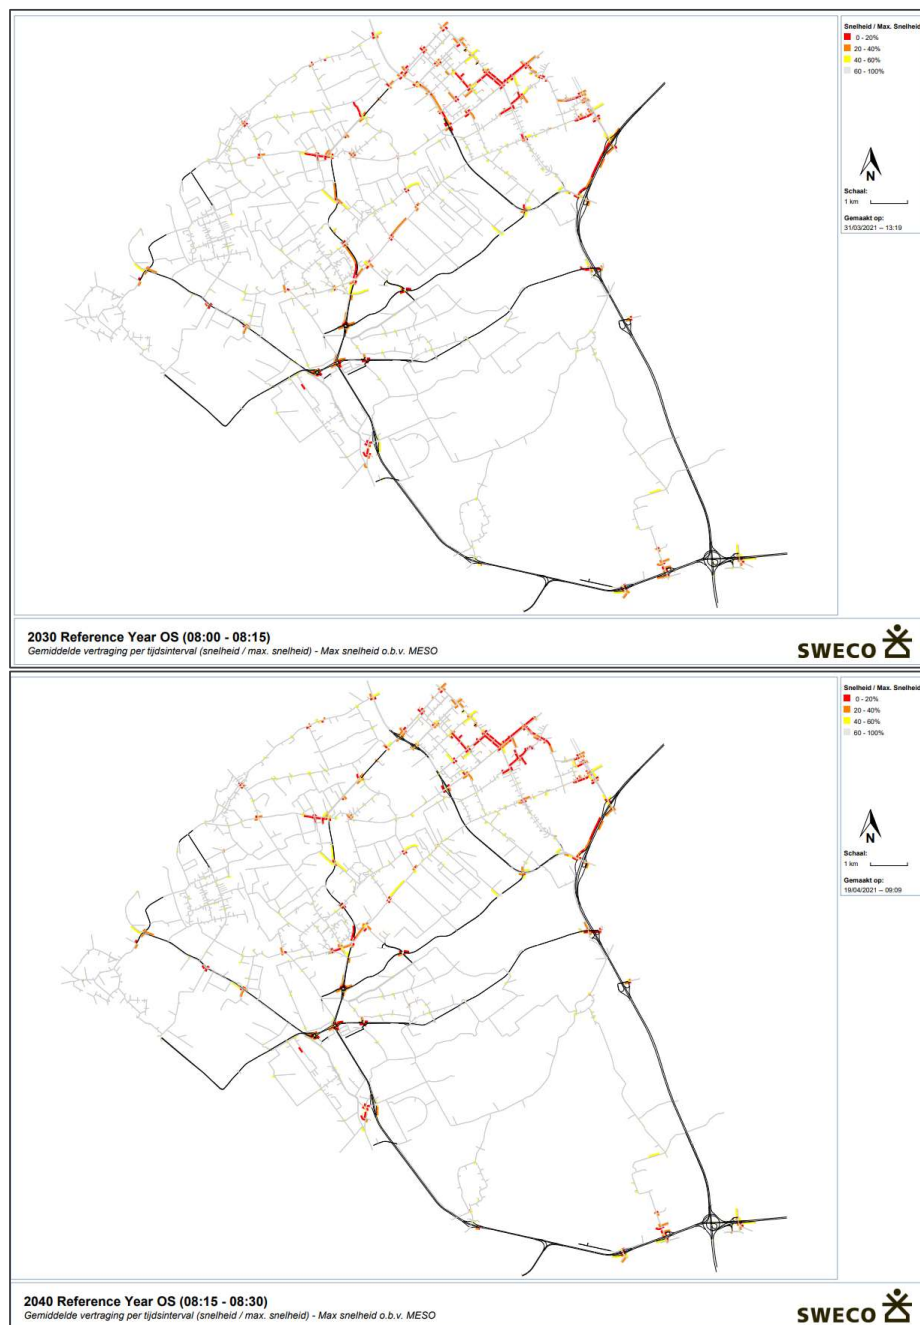 Snelheid / Max. Snelheid
0 - 20%
20 - 40%
40 - 60%
60 - 100%
N
Schaal:
1 km
Gemaakt op:
31/03/2021 -- 13:19
2030 Reference Year OS (08:00 - 08:15)
Gemiddelde vertraging per tijdsinterval (snelheid / max. snelheid) - Max snelheid o.b.v. MESO
SWECO
Snelheid / Max. Snelheid
0 - 20%
20 - 40%
40 - 60%
60 - 100%
N
Schaal:
1 km
Gemaakt op:
19/04/2021 -- 09:09
2040 Reference Year OS (08:15 - 08:30)
Gemiddelde vertraging per tijdsinterval (snelheid / max. snelheid) - Max snelheid o.b.v. MESO
SWECO